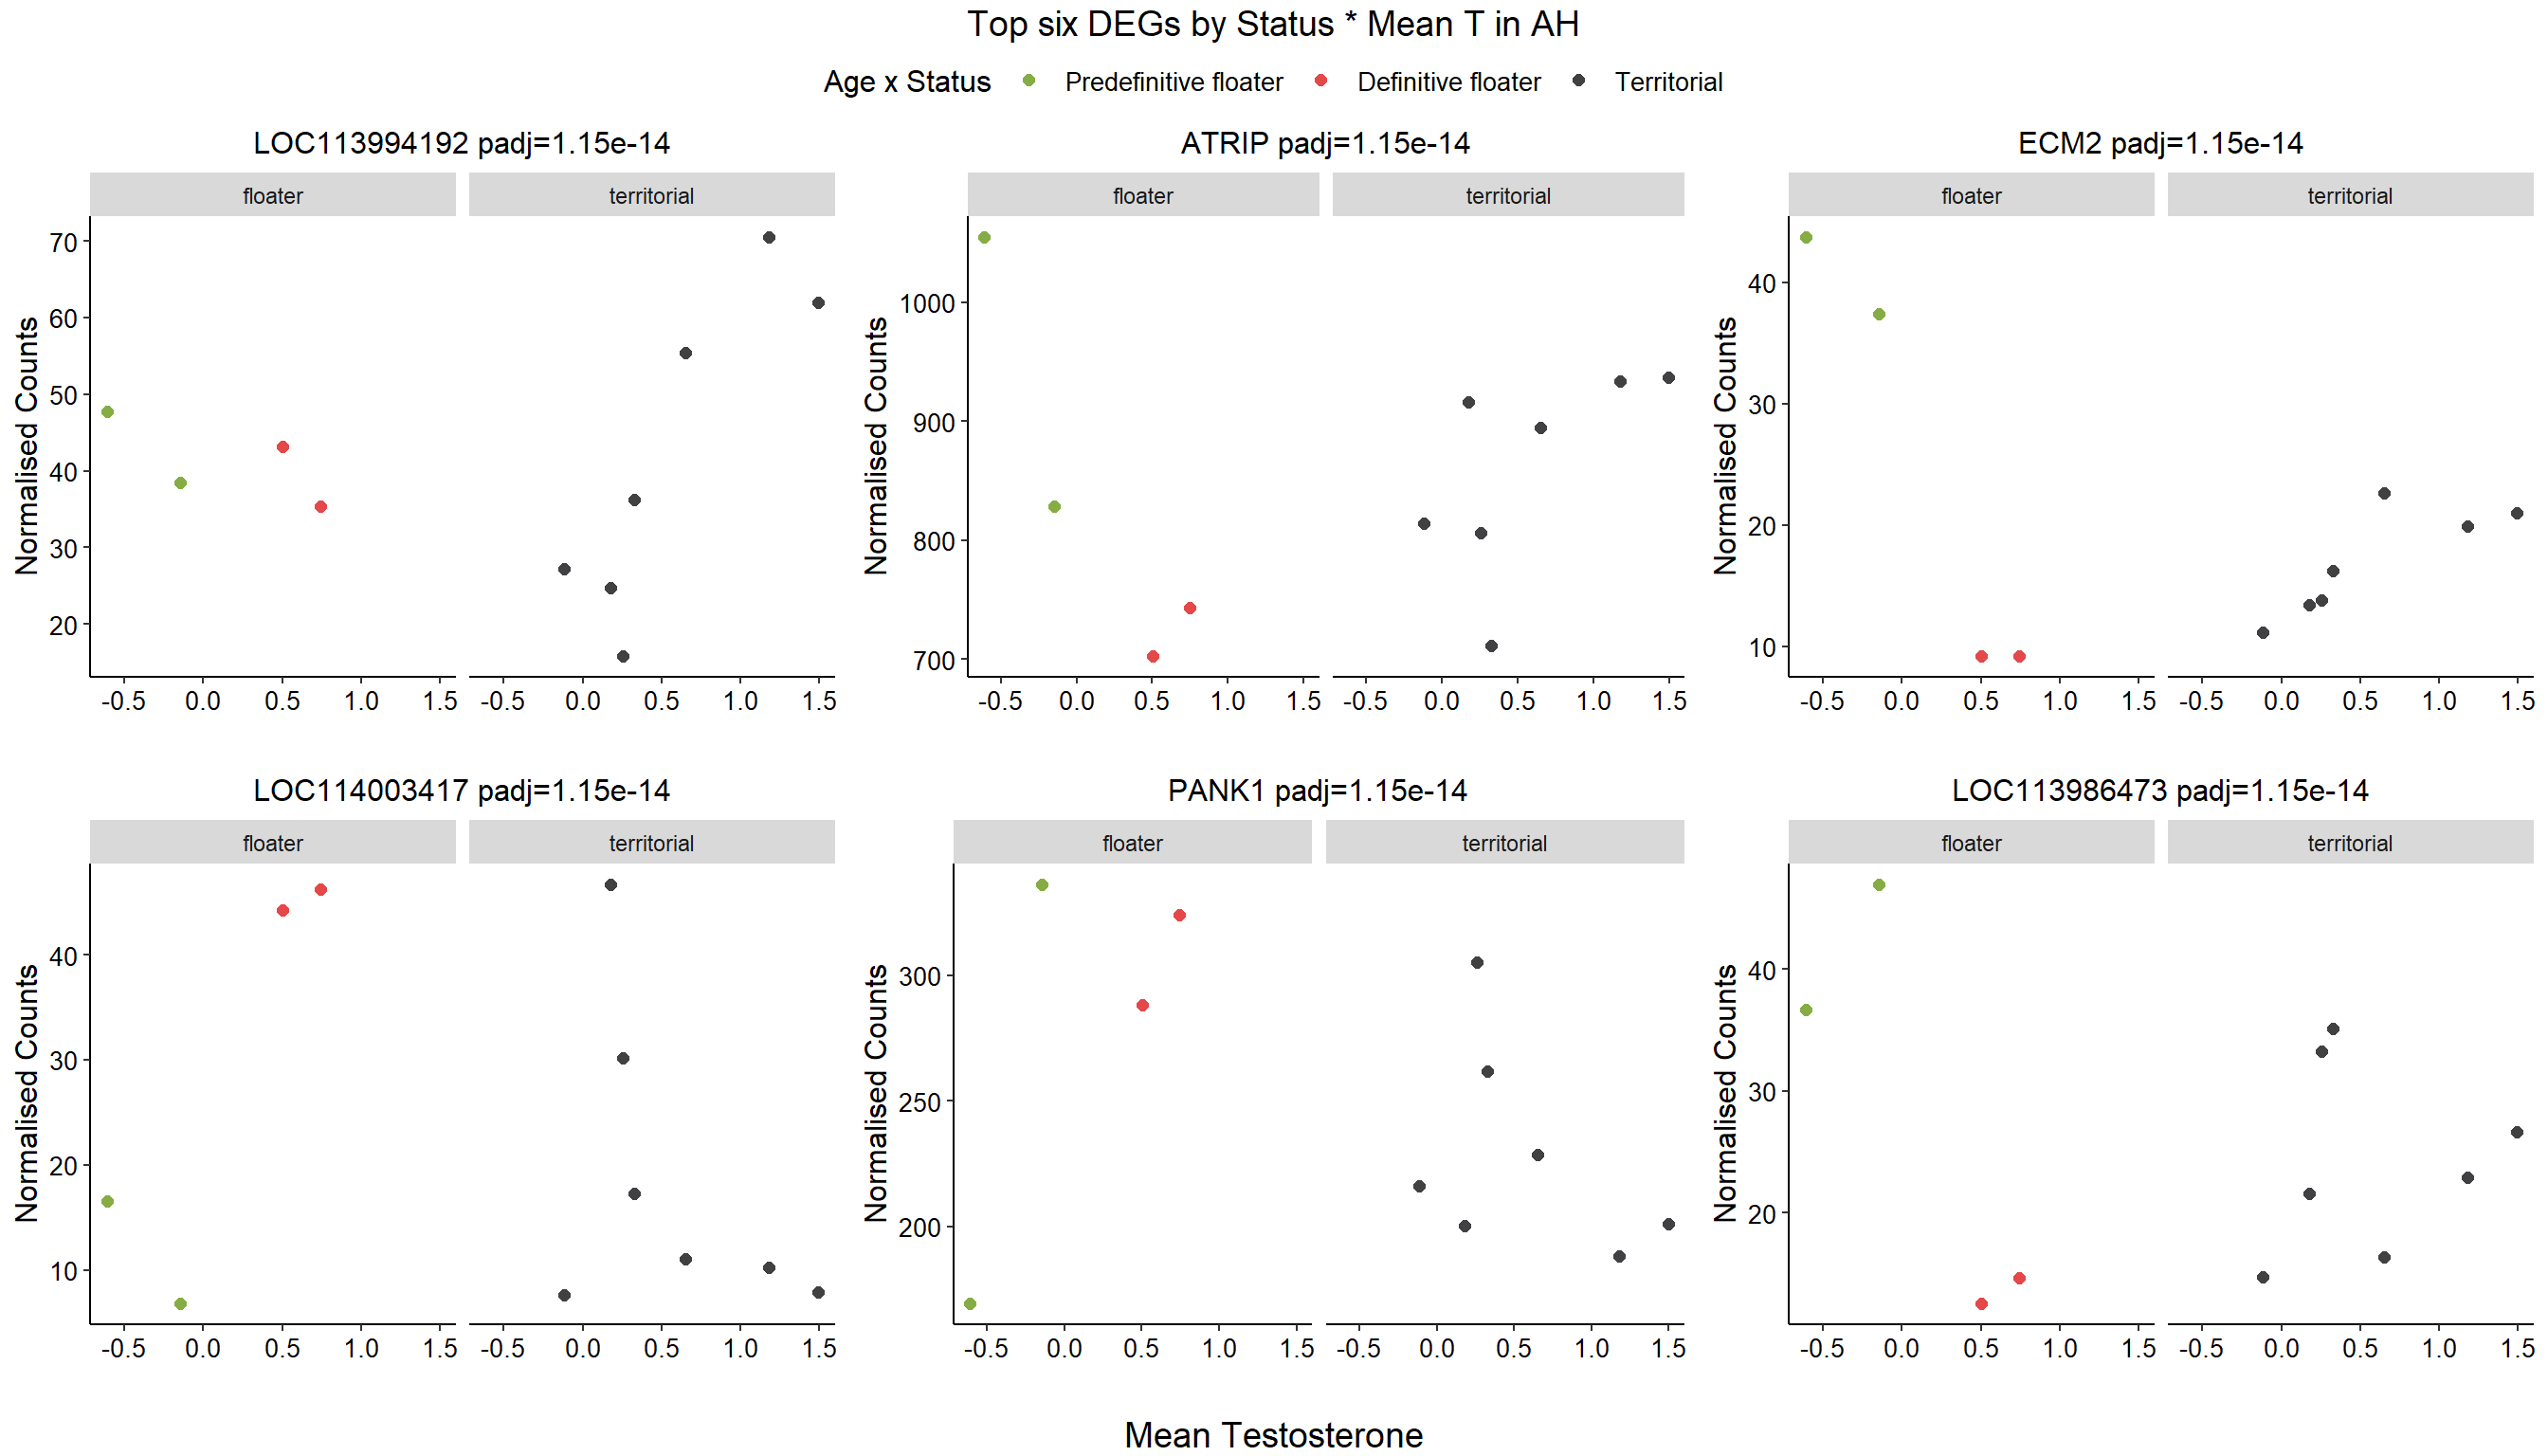 Top six DEGs by Status * Mean T in AH
Age x Status Predefinitive floater Definitive floater Territorial
LOC113994192 padj=1.15e-14
floater territorial
Normalised Counts
70
60
50
40
30
20
-0.5 0.0 0.5 1.0 1.5 -0.5 0.0 0.5 1.0 1.5
ATRIP padj=1.15e-14
floater territorial
Normalised Counts
1000
900
800
700
-0.5 0.0 0.5 1.0 1.5 -0.5 0.0 0.5 1.0 1.5
ECM2 padj=1.15e-14
floater territorial
Normalised Counts
40
30
20
10
-0.5 0.0 0.5 1.0 1.5 -0.5 0.0 0.5 1.0 1.5
LOC114003417 padj=1.15e-14
floater territorial
Normalised Counts
40
30
20
10
-0.5 0.0 0.5 1.0 1.5 -0.5 0.0 0.5 1.0 1.5
PANK1 padj=1.15e-14
floater territorial
Normalised Counts
300
250
200
-0.5 0.0 0.5 1.0 1.5 -0.5 0.0 0.5 1.0 1.5
LOC113986473 padj=1.15e-14
floater territorial
Normalised Counts
40
30
20
-0.5 0.0 0.5 1.0 1.5 -0.5 0.0 0.5 1.0 1.5
Mean Testosterone